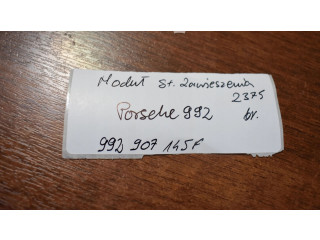 Moduł St. Zawieszenia
2375
Porsche 992 br.
992 907 145F